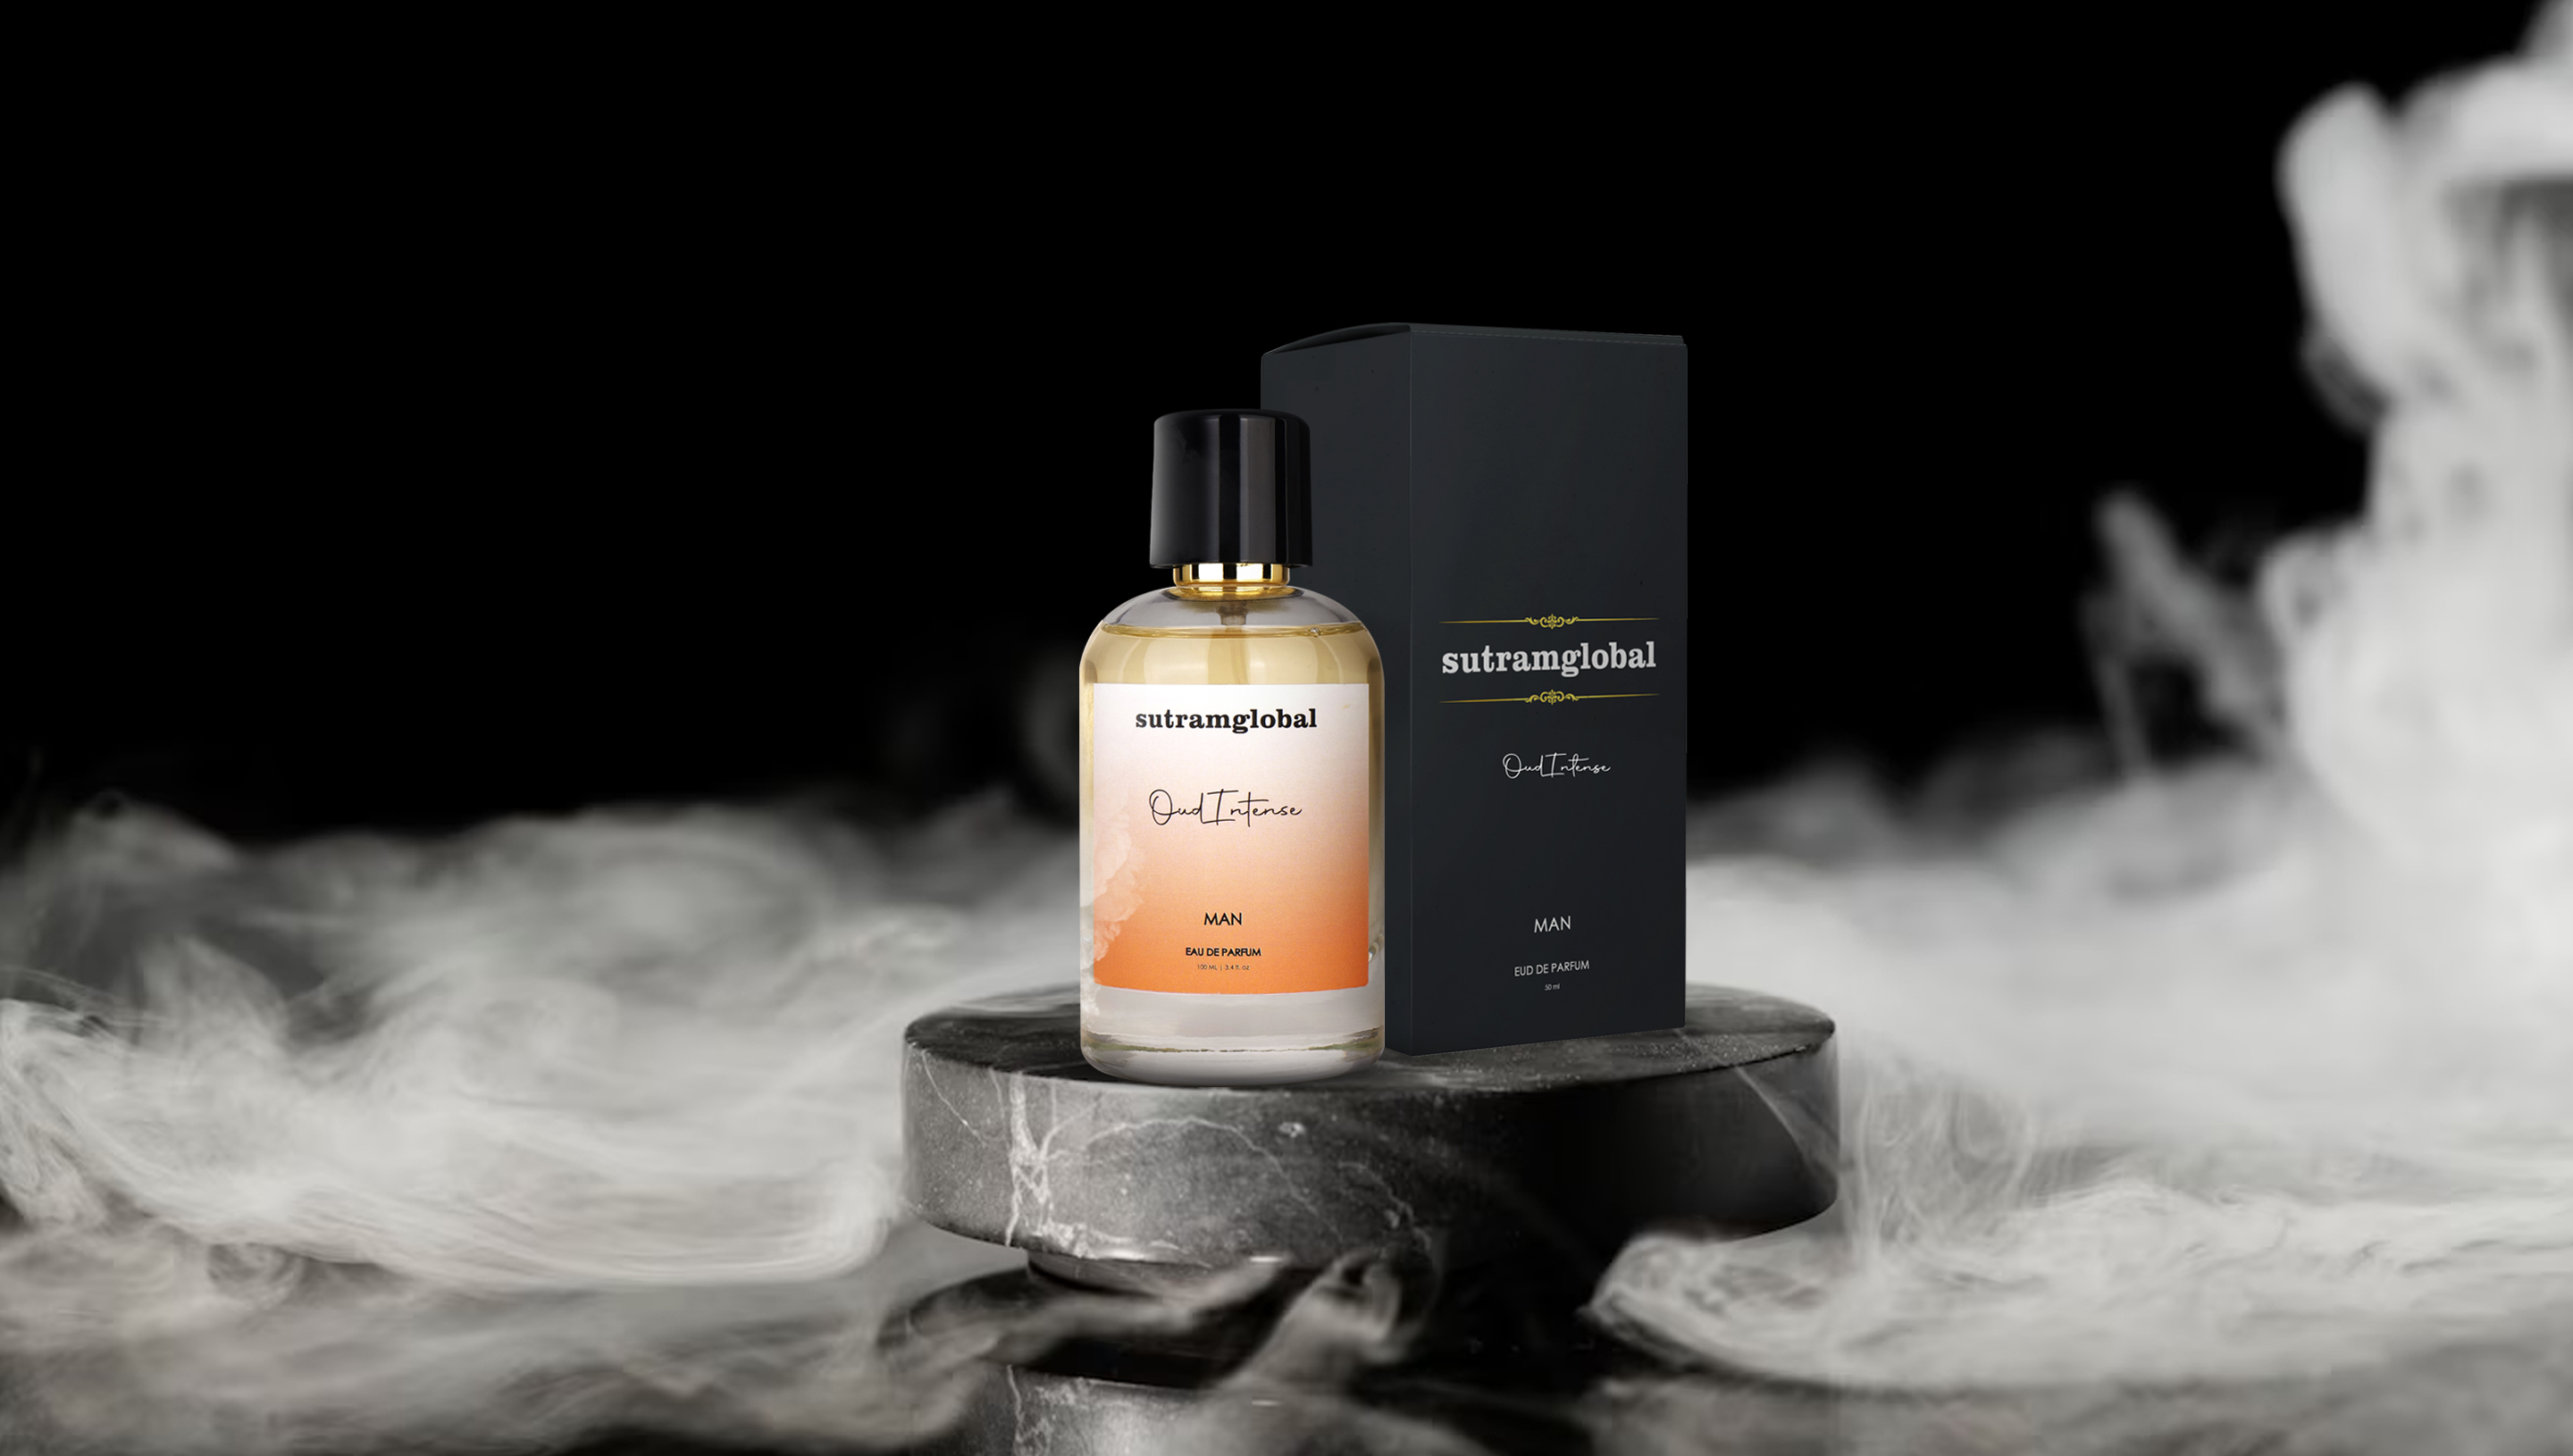 sutramglobal
Oud Intense
MAN
EAU DE PARFUM
100 ML | 3.4 fl. oz
sutramglobal
Oud Intense
MAN
EUD DE PARFUM
50 ml